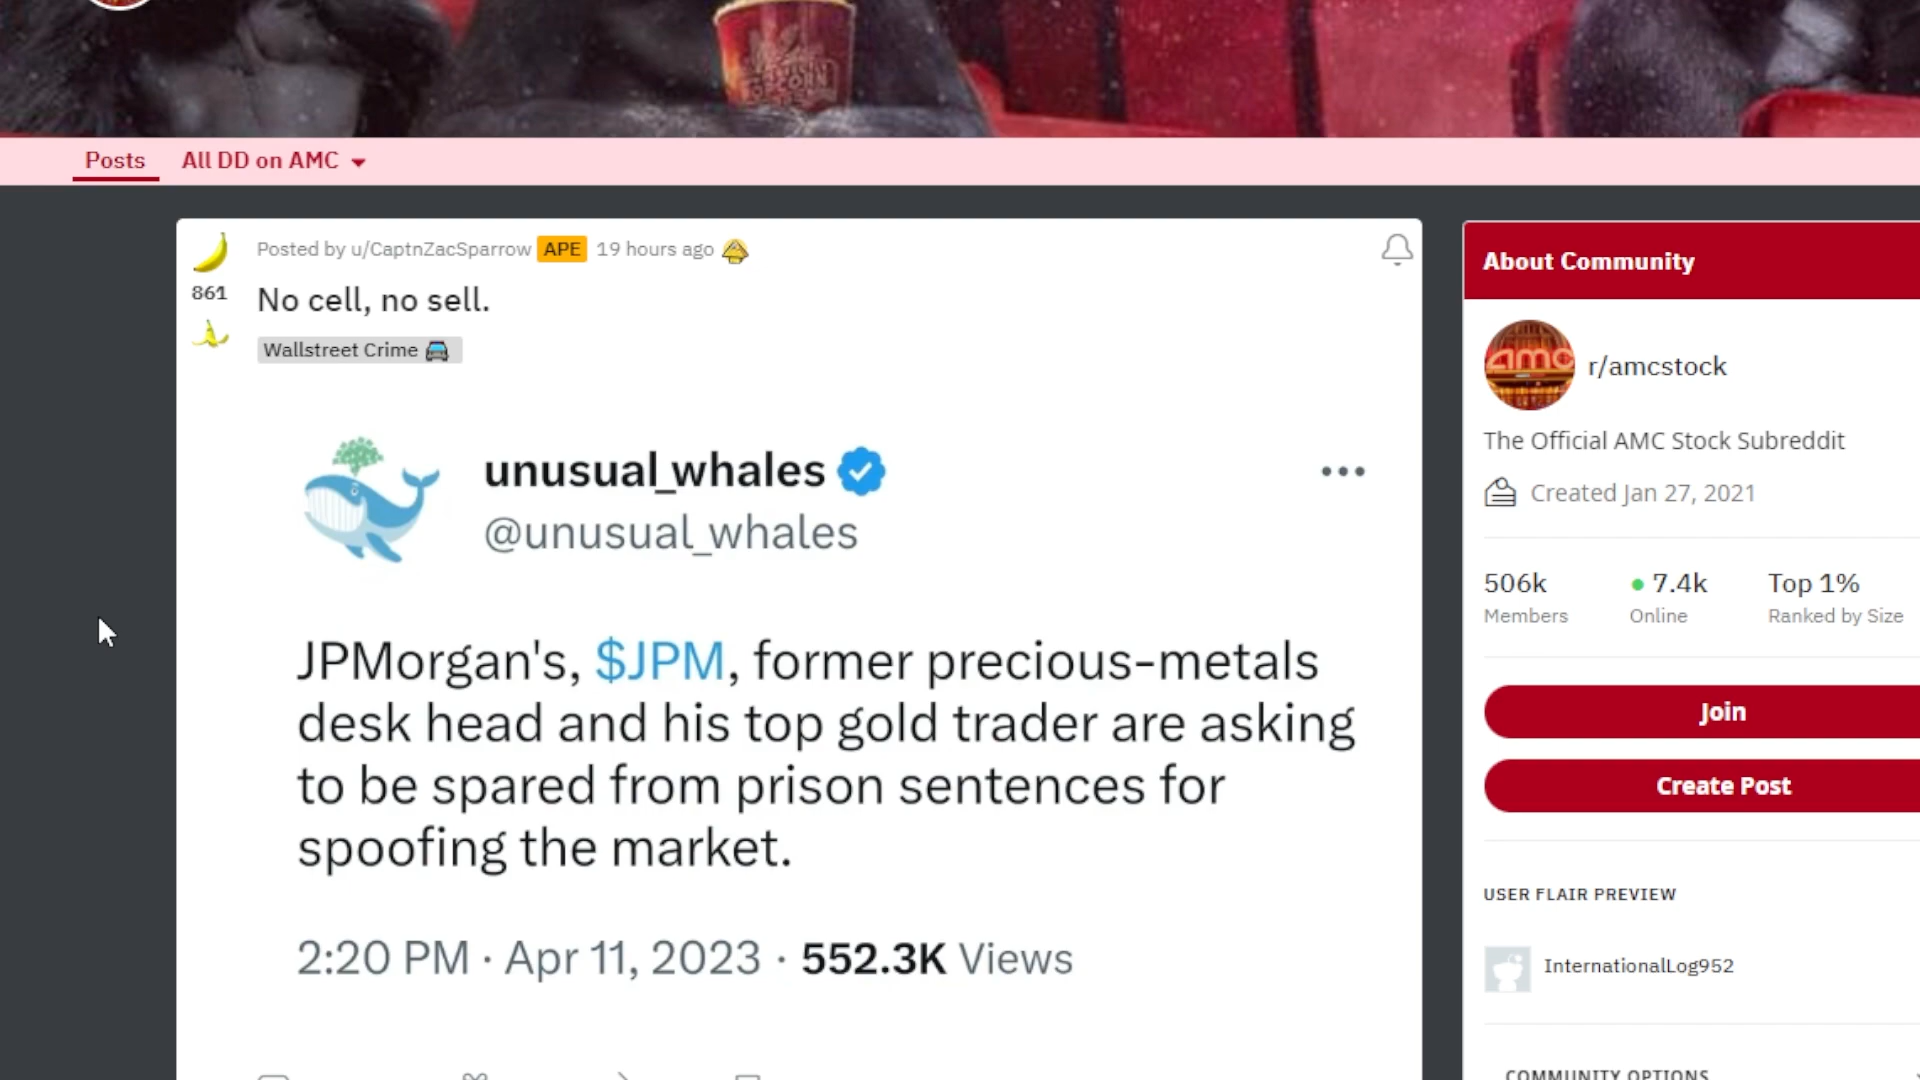 Posts All DD on AMC
Posted by u/CaptnZacSparrow APE 19 hours ago
861
No cell, no sell.
Wallstreet Crime
unusual_whales
@unusual_whales
JPMorgan's, $JPM, former precious-metals
desk head and his top gold trader are asking
to be spared from prison sentences for
spoofing the market.
2:20 PM · Apr 11, 2023 · 552.3K Views
About Community
amc
r/amcstock
The Official AMC Stock Subreddit
Created Jan 27, 2021
506k 7.4k Top 1%
Members Online Ranked by Size
Join
Create Post
USER FLAIR PREVIEW
InternationalLog952
COMMUNITY OPTIONS